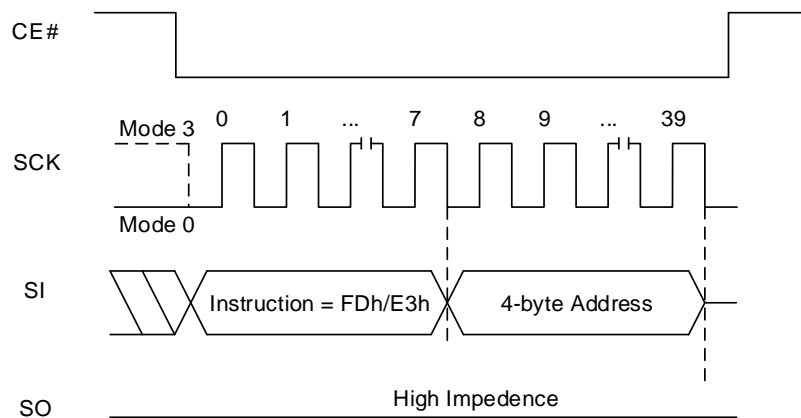 CE#
Mode 3
0 1 ... 7 8 9 ... 39
SCK
Mode 0
SI
Instruction = FDh/E3h
4-byte Address
High Impedence
SO